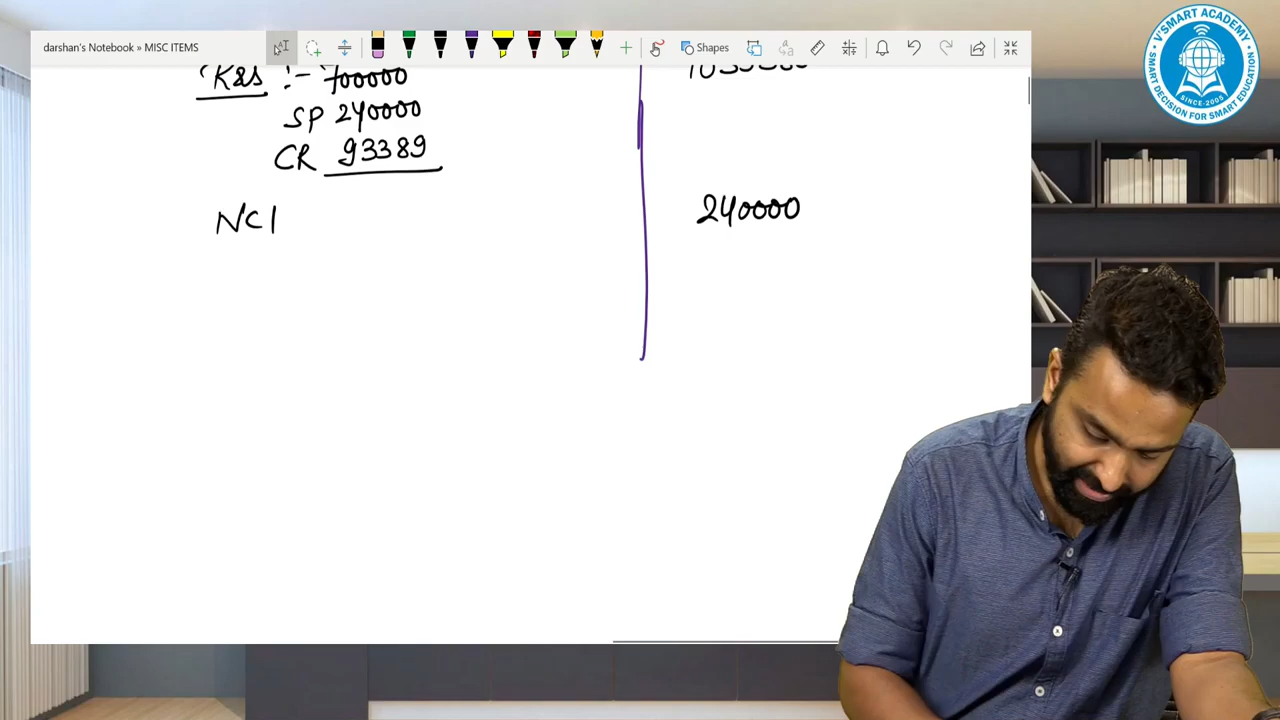 darshan's Notebook » MISC ITEMS
Shapes
R&S :- 700000
SP 240000
CR 93389
NCI 240000
V'SMART ACADEMY
SINCE-2005
SMART DECISION FOR SMART EDUCATION